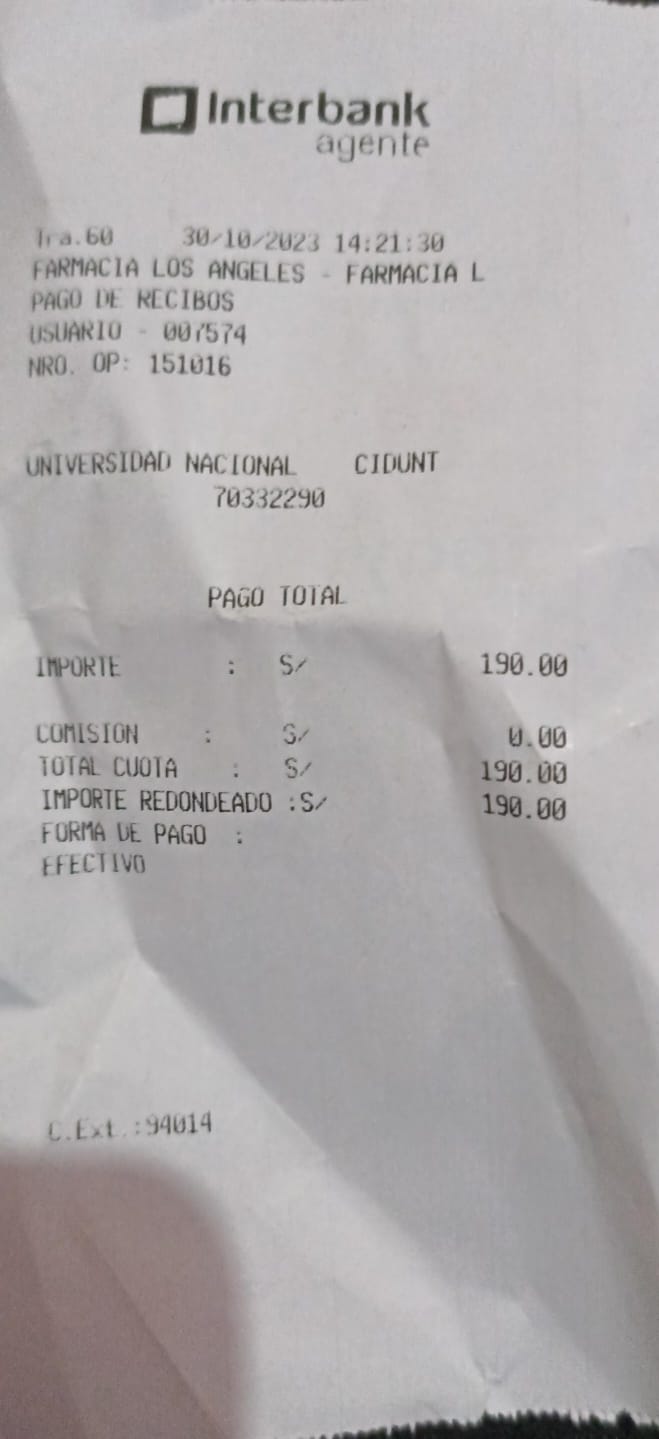 Interbank
agente
Tra.60 30/10/2023 14:21:30
FARMACIA LOS ANGELES - FARMACIA L
PAGO DE RECIBOS
USUARIO - 007574
NRO. OP: 151016
UNIVERSIDAD NACIONAL CIDUNT
70332290
PAGO TOTAL
IMPORTE : S/ 190.00
COMISION : S/ 0.00
TOTAL CUOTA : S/ 190.00
IMPORTE REDONDEADO :S/ 190.00
FORMA DE PAGO :
EFECTIVO
C.Ext.:94014